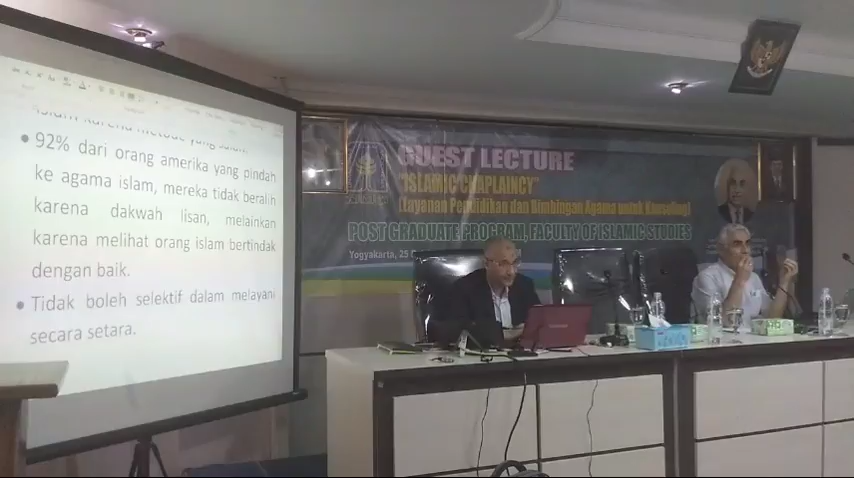 92% dari orang amerika yang pindah
ke agama islam, mereka tidak beralih
karena dakwah lisan, melainkan
karena melihat orang islam bertindak
dengan baik.
Tidak boleh selektif dalam melayani
secara setara.
GUEST LECTURE
"ISLAMIC CHAPLAINCY"
(Layanan Pendidikan dan Bimbingan Agama untuk Konseling)
POST GRADUATE PROGRAM, FACULTY OF ISLAMIC STUDIES
Yogyakarta, 25